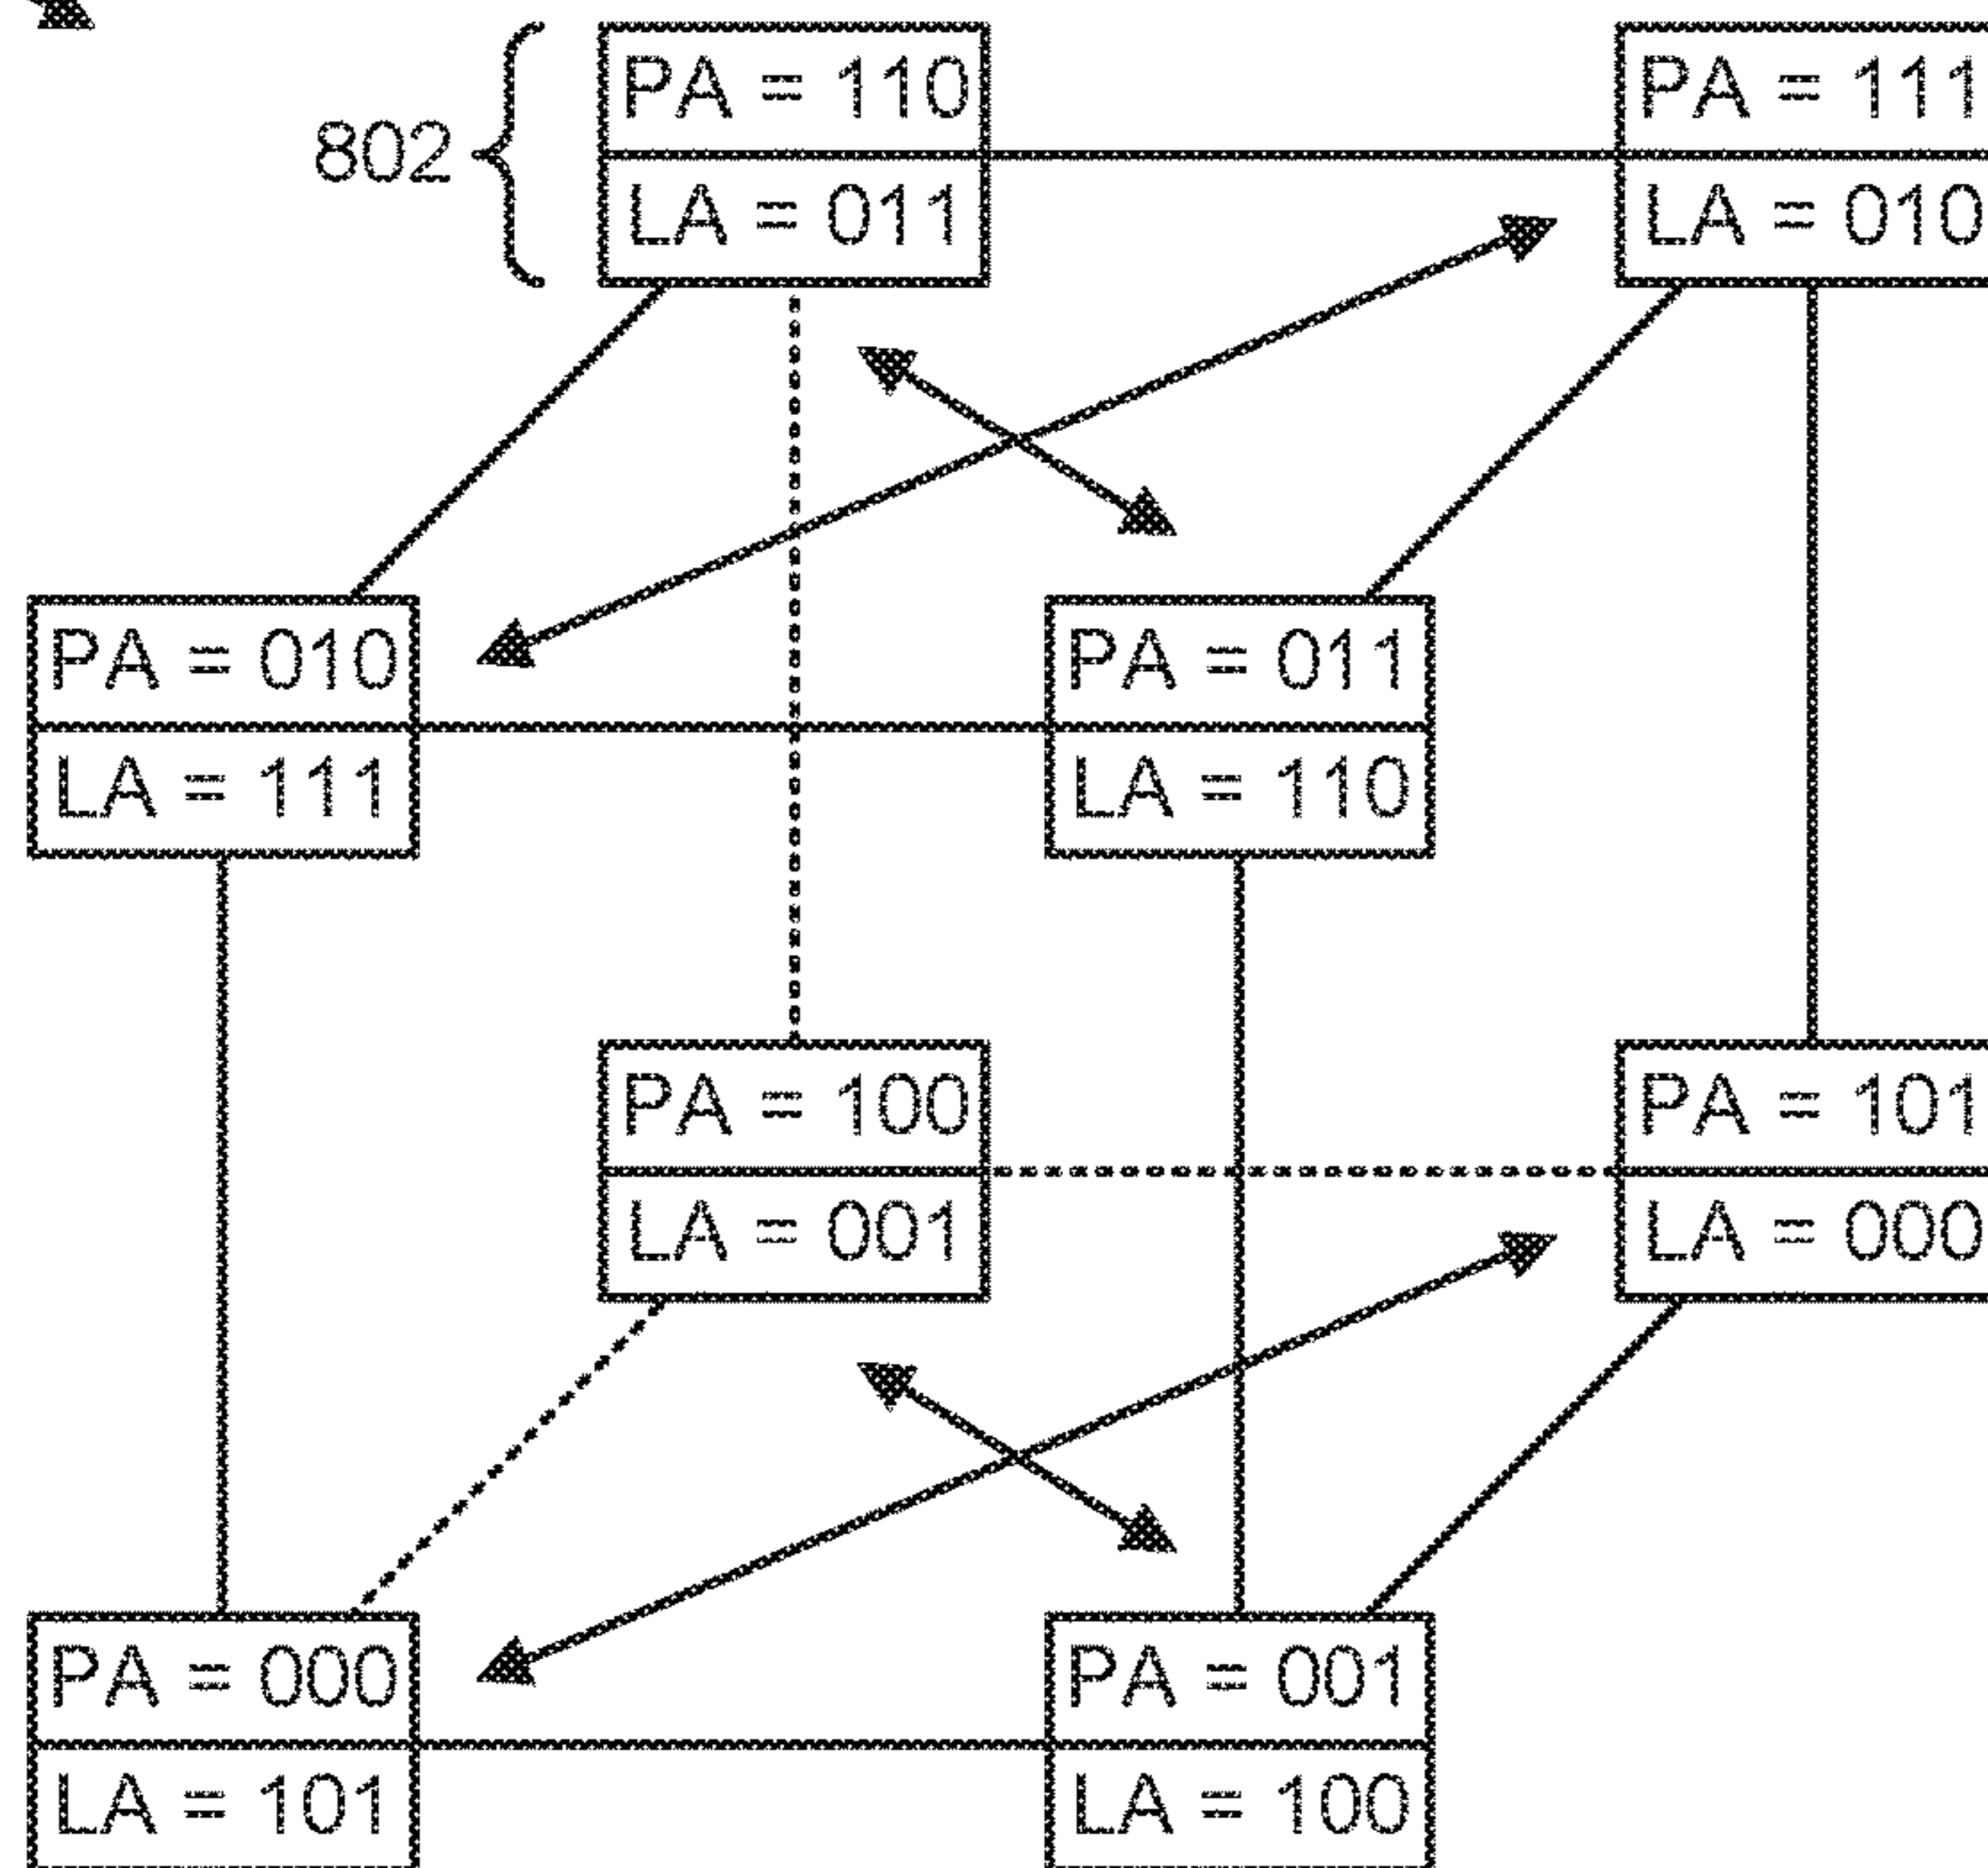 PA = 110
LA = 011
802
PA = 111
LA = 010
PA = 010
LA = 111
PA = 011
LA = 110
PA = 100
LA = 001
PA = 101
LA = 000
PA = 000
LA = 101
PA = 001
LA = 100